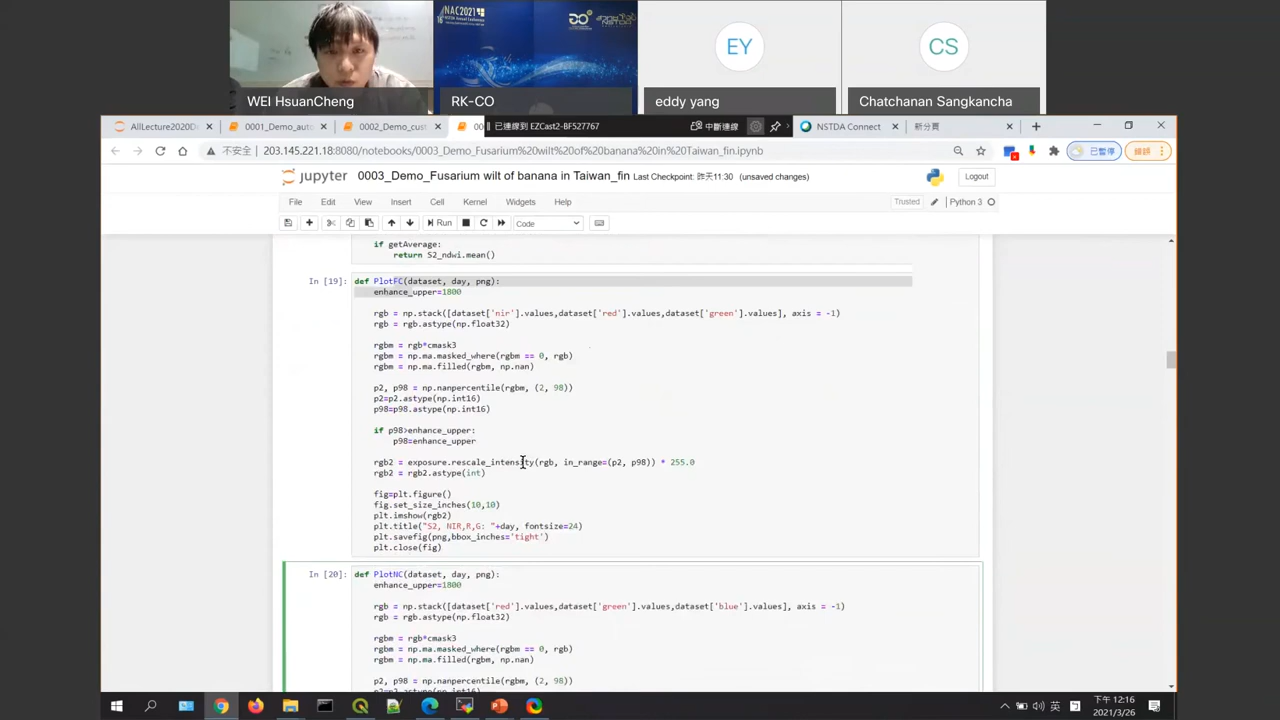 NAC2021
NSTDA Annual Conference
EY
CS
WEI HsuanCheng
RK-CO
eddy yang
Chatchanan Sangkancha
AllLecture2020D
0001_Demo_auto
0002_Demo_cust
00
已連線到 EZCast2-BF527767
中斷連線
NSTDA Connect
新分頁
不安全
203.145.221.18:8080/notebooks/0003_Demo_Fusarium%20wilt%20of%20banana%20in%20Taiwan_fin.ipynb
已暫停
jupyter 0003_Demo_Fusarium wilt of banana in Taiwan_fin Last Checkpoint: 昨天11:30 (unsaved changes)
Logout
File Edit View Insert Cell Kernel Widgets Help
Trusted
Python 3
Run
Code
if getAverage:
return S2_ndwi.mean()
In [19]:
def PlotFC(dataset, day, png):
enhance_upper=1800
rgb = np.stack([dataset['nir'].values,dataset['red'].values,dataset['green'].values], axis = -1)
rgb = rgb.astype(np.float32)
rgbm = rgb*cmask3
rgbm = np.ma.masked_where(rgbm == 0, rgb)
rgbm = np.ma.filled(rgbm, np.nan)
p2, p98 = np.nanpercentile(rgbm, (2, 98))
p2=p2.astype(np.int16)
p98=p98.astype(np.int16)
if p98>enhance_upper:
p98=enhance_upper
rgb2 = exposure.rescale_intensity(rgb, in_range=(p2, p98)) * 255.0
rgb2 = rgb2.astype(int)
fig=plt.figure()
fig.set_size_inches(10,10)
plt.imshow(rgb2)
plt.title("S2, NIR,R,G: "+day, fontsize=24)
plt.savefig(png,bbox_inches='tight')
plt.close(fig)
In [20]:
def PlotNC(dataset, day, png):
enhance_upper=1800
rgb = np.stack([dataset['red'].values,dataset['green'].values,dataset['blue'].values], axis = -1)
rgb = rgb.astype(np.float32)
rgbm = rgb*cmask3
rgbm = np.ma.masked_where(rgbm == 0, rgb)
rgbm = np.ma.filled(rgbm, np.nan)
p2, p98 = np.nanpercentile(rgbm, (2, 98))
英
下午 12:16
2021/3/26